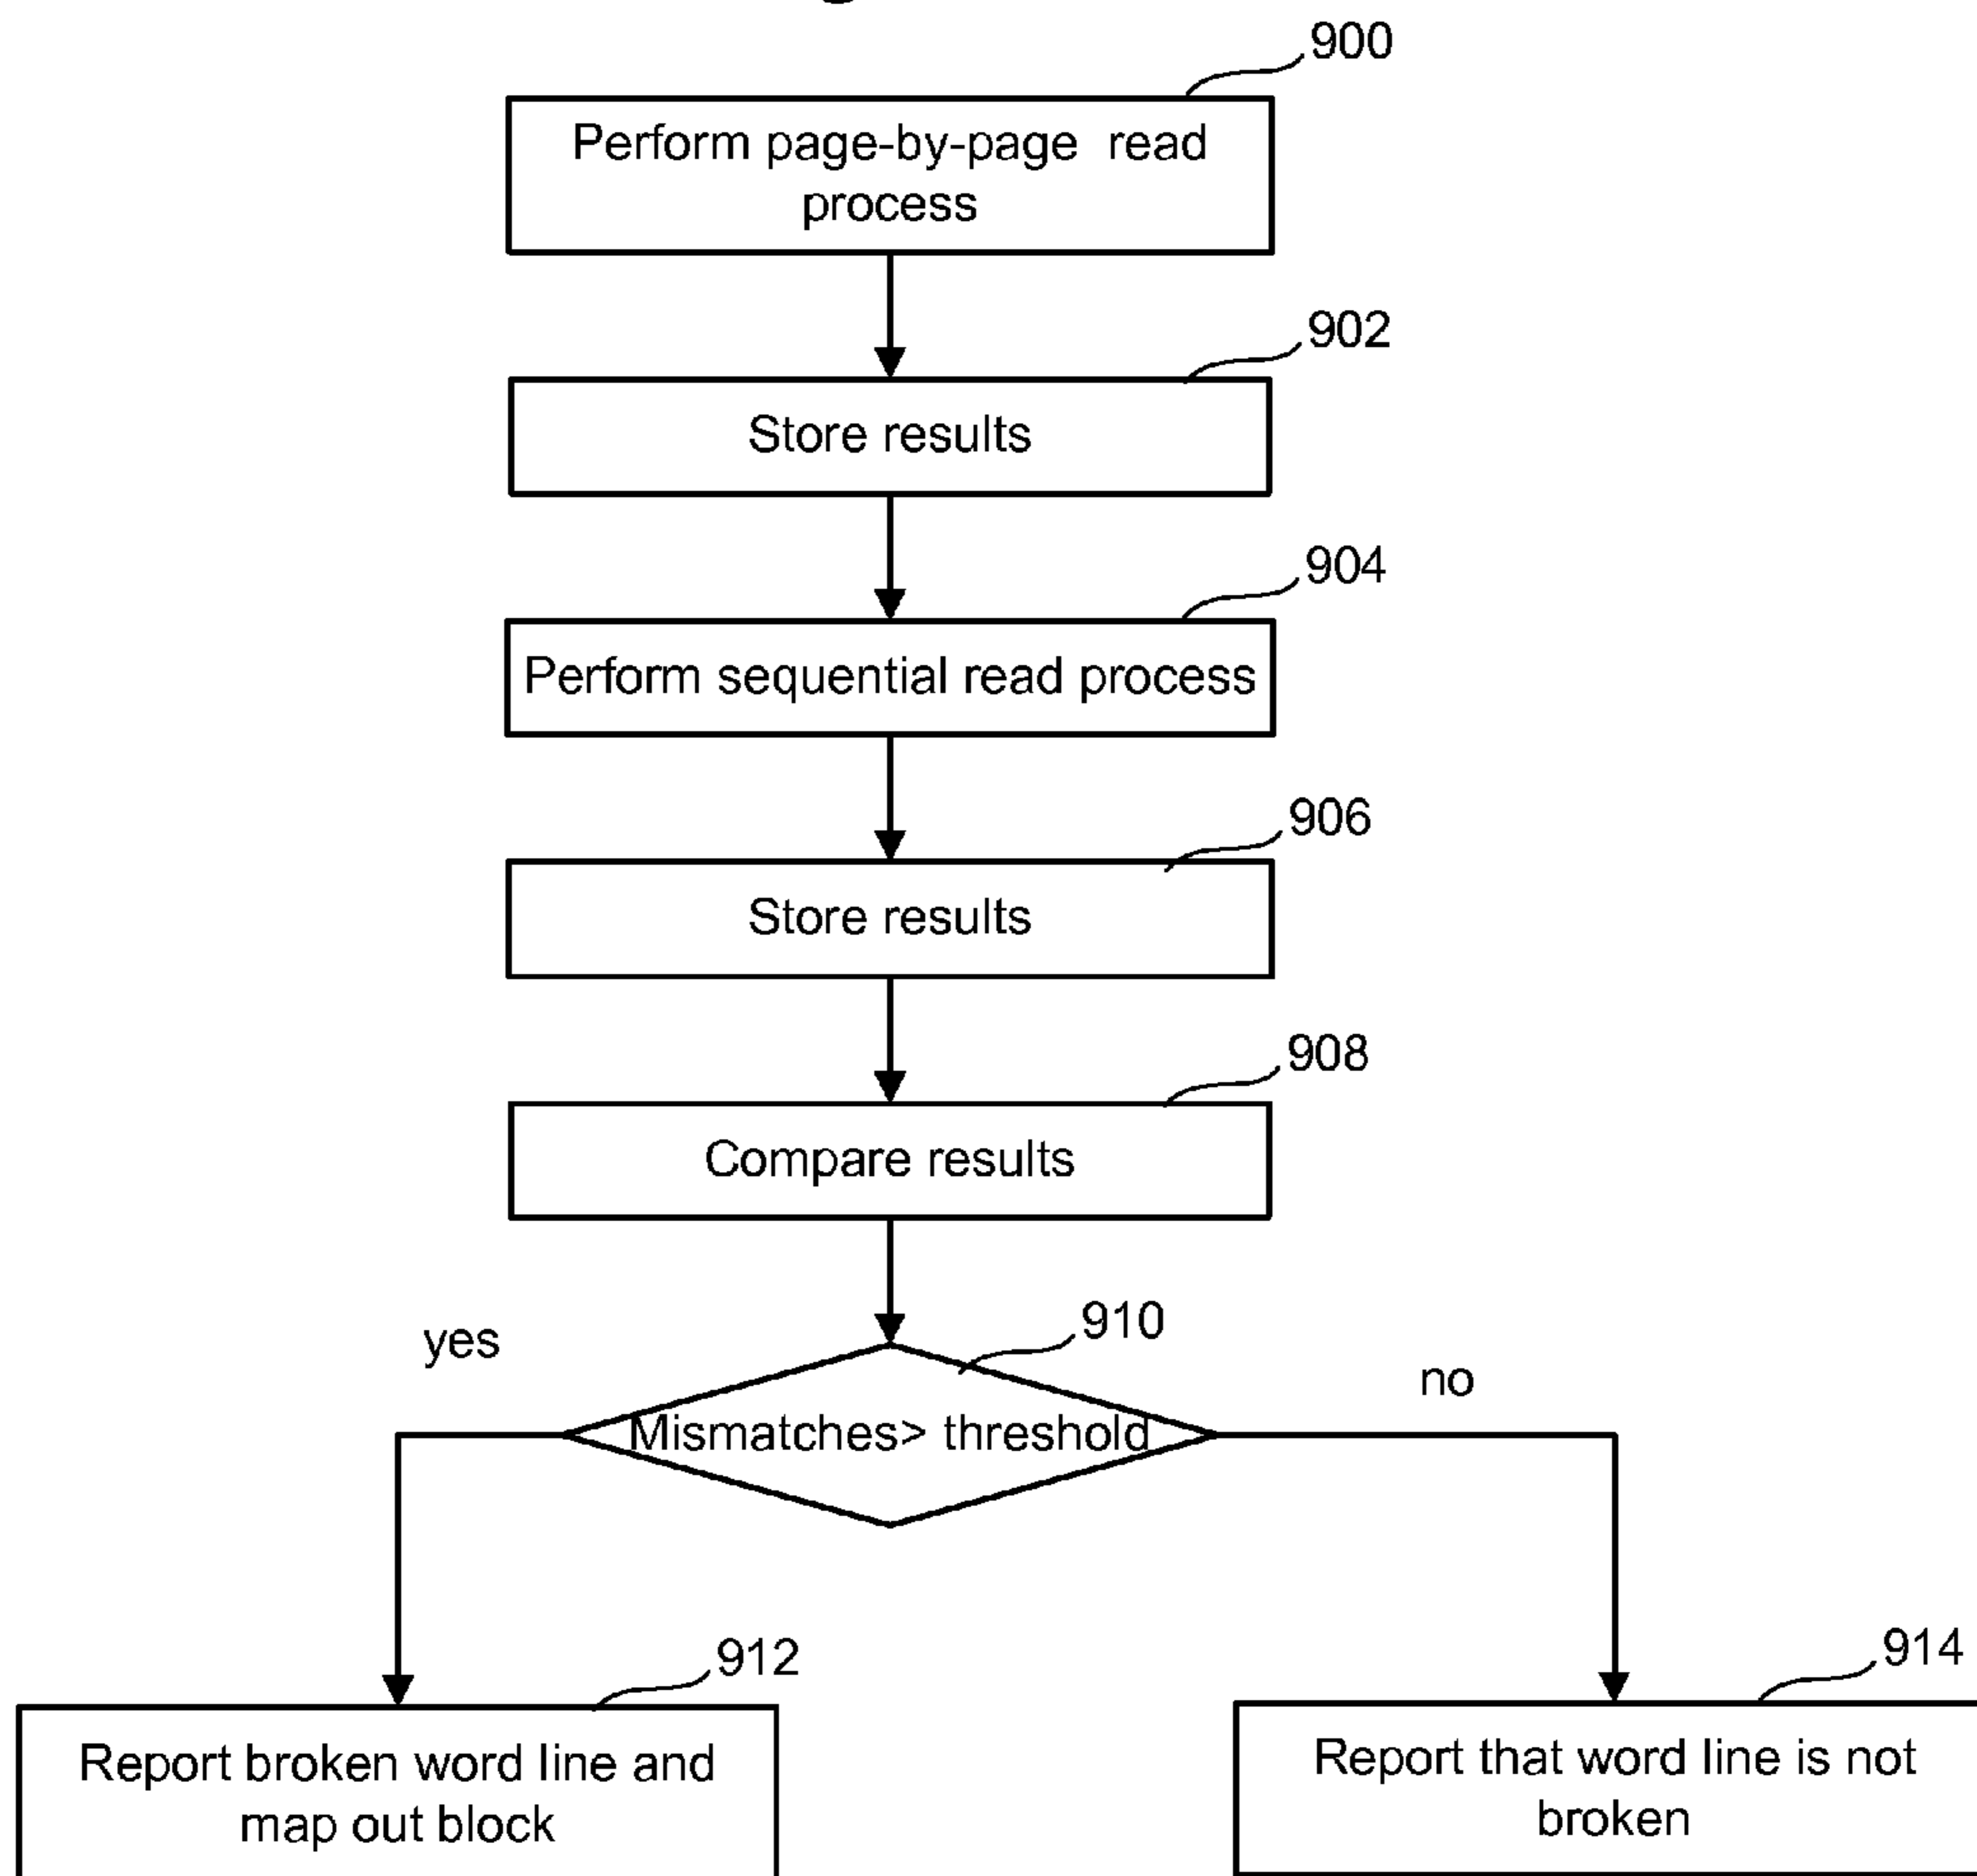 900
Perform page-by-page read
process
902
Store results
904
Perform sequential read process
906
Store results
908
Compare results
910
yes
no
Mismatches> threshold
912
914
Report broken word line and
map out block
Report that word line is not
broken